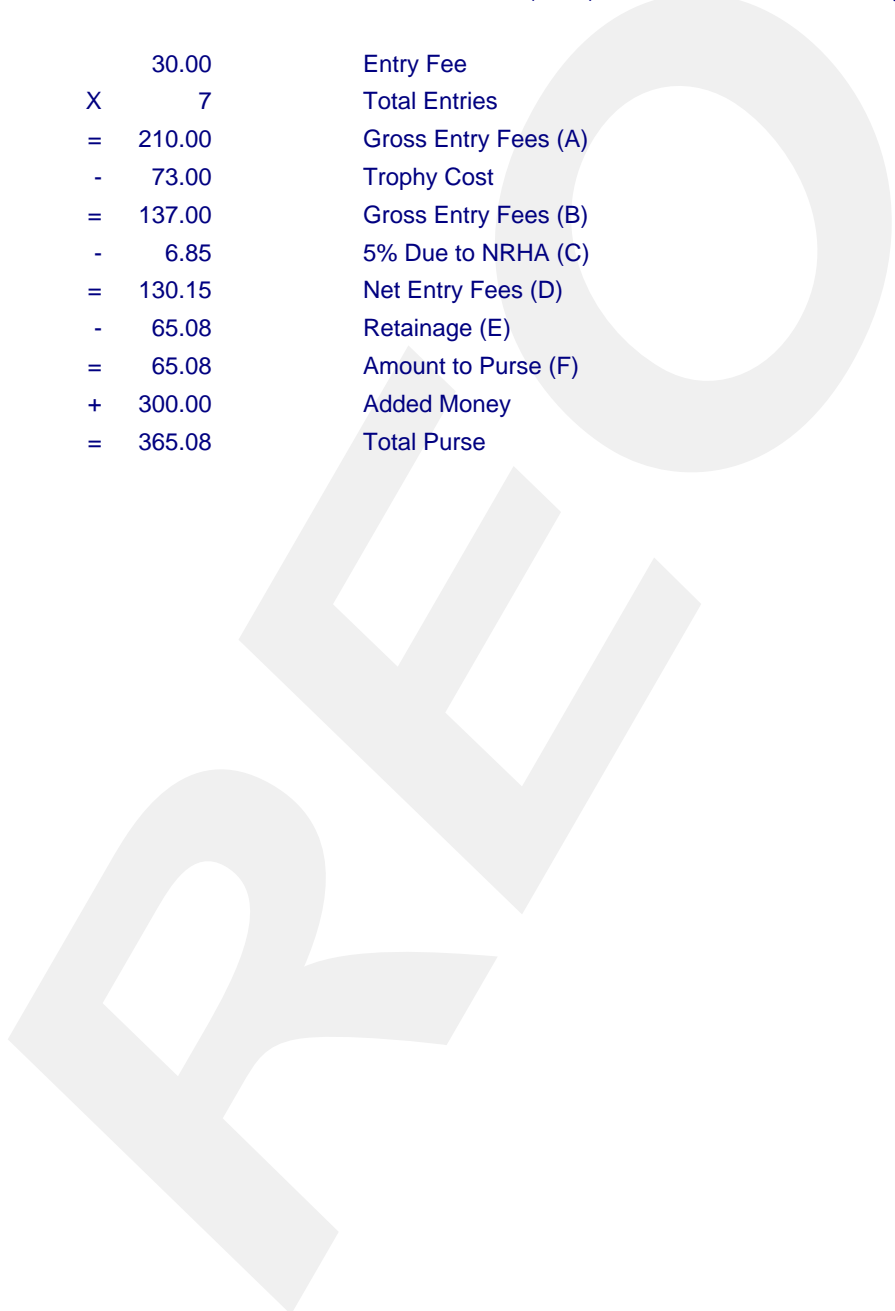 30.00 Entry Fee
X 7 Total Entries
= 210.00 Gross Entry Fees (A)
- 73.00 Trophy Cost
= 137.00 Gross Entry Fees (B)
- 6.85 5% Due to NRHA (C)
= 130.15 Net Entry Fees (D)
- 65.08 Retainage (E)
= 65.08 Amount to Purse (F)
+ 300.00 Added Money
= 365.08 Total Purse
REO